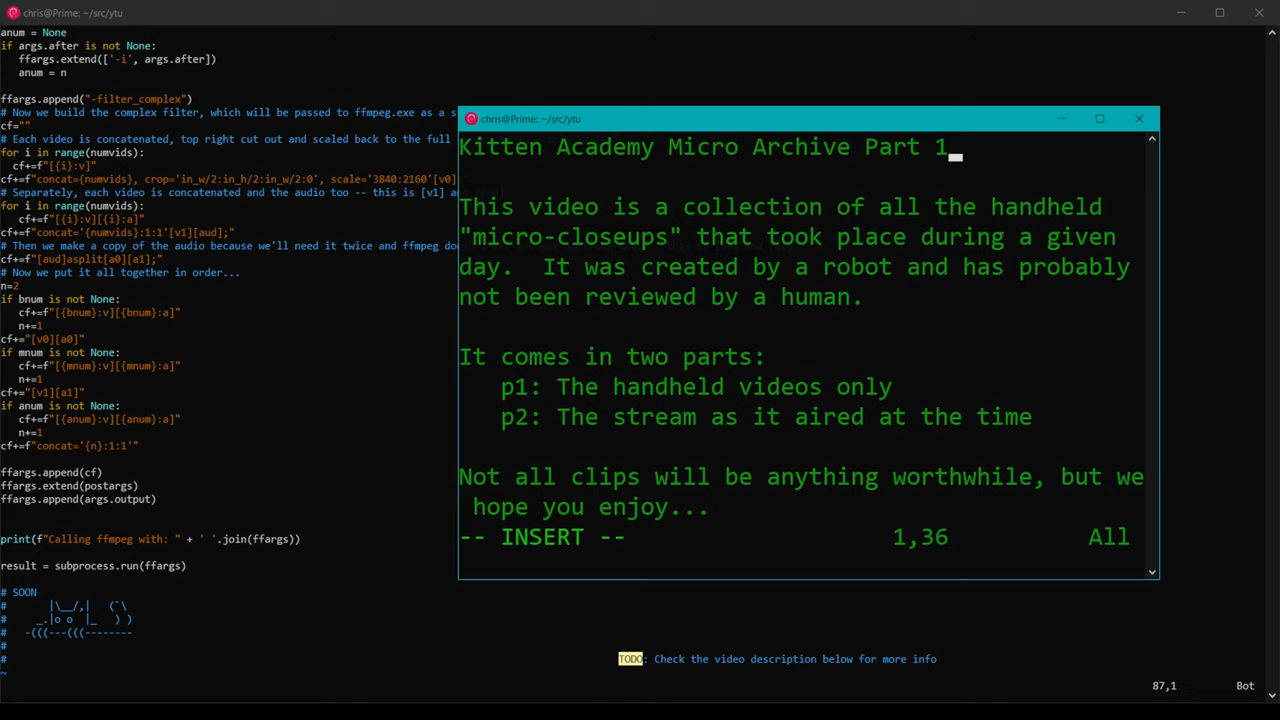 chris@Prime: ~/src/ytu
anum = None
if args.after is not None:
ffargs.extend(['-i', args.after])
anum = n
ffargs.append("-filter_complex")
# Now we build the complex filter, which will be passed to ffmpeg.exe as a s
cf=""
# Each video is concatenated, top right cut out and scaled back to the full
for i in range(numvids):
cf+=f"[{i}:v]"
cf+=f"concat={numvids}, crop='in_w/2:in_h/2:in_w/2:0', scale='3840:2160'[v0]
# Separately, each video is concatenated and the audio too -- this is [v1] a
for i in range(numvids):
cf+=f"[{i}:v][{i}:a]"
cf+=f"concat='{numvids}:1:1'[v1][aud];"
# Then we make a copy of the audio because we'll need it twice and ffmpeg do
cf+=f"[aud]asplit[a0][a1];"
# Now we put it all together in order...
n=2
if bnum is not None:
cf+=f"[{bnum}:v][{bnum}:a]"
n+=1
cf+="[v0][a0]"
if mnum is not None:
cf+=f"[{mnum}:v][{mnum}:a]"
n+=1
cf+="[v1][a1]"
if anum is not None:
cf+=f"[{anum}:v][{anum}:a]"
n+=1
cf+=f"concat='{n}:1:1'"
ffargs.append(cf)
ffargs.extend(postargs)
ffargs.append(args.output)
print(f"Calling ffmpeg with: " + ' '.join(ffargs))
result = subprocess.run(ffargs)
# SOON
#      |\__/,|   (`\
#    _.|o o  |_   ) )
#  -(((---(((--------
#
#
~
chris@Prime: ~/src/ytu
Kitten Academy Micro Archive Part 1
This video is a collection of all the handheld
"micro-closeups" that took place during a given
day.  It was created by a robot and has probably
not been reviewed by a human.
It comes in two parts:
p1: The handheld videos only
p2: The stream as it aired at the time
Not all clips will be anything worthwhile, but we
hope you enjoy...
-- INSERT -- 1,36 All
TODO: Check the video description below for more info
87,1 Bot